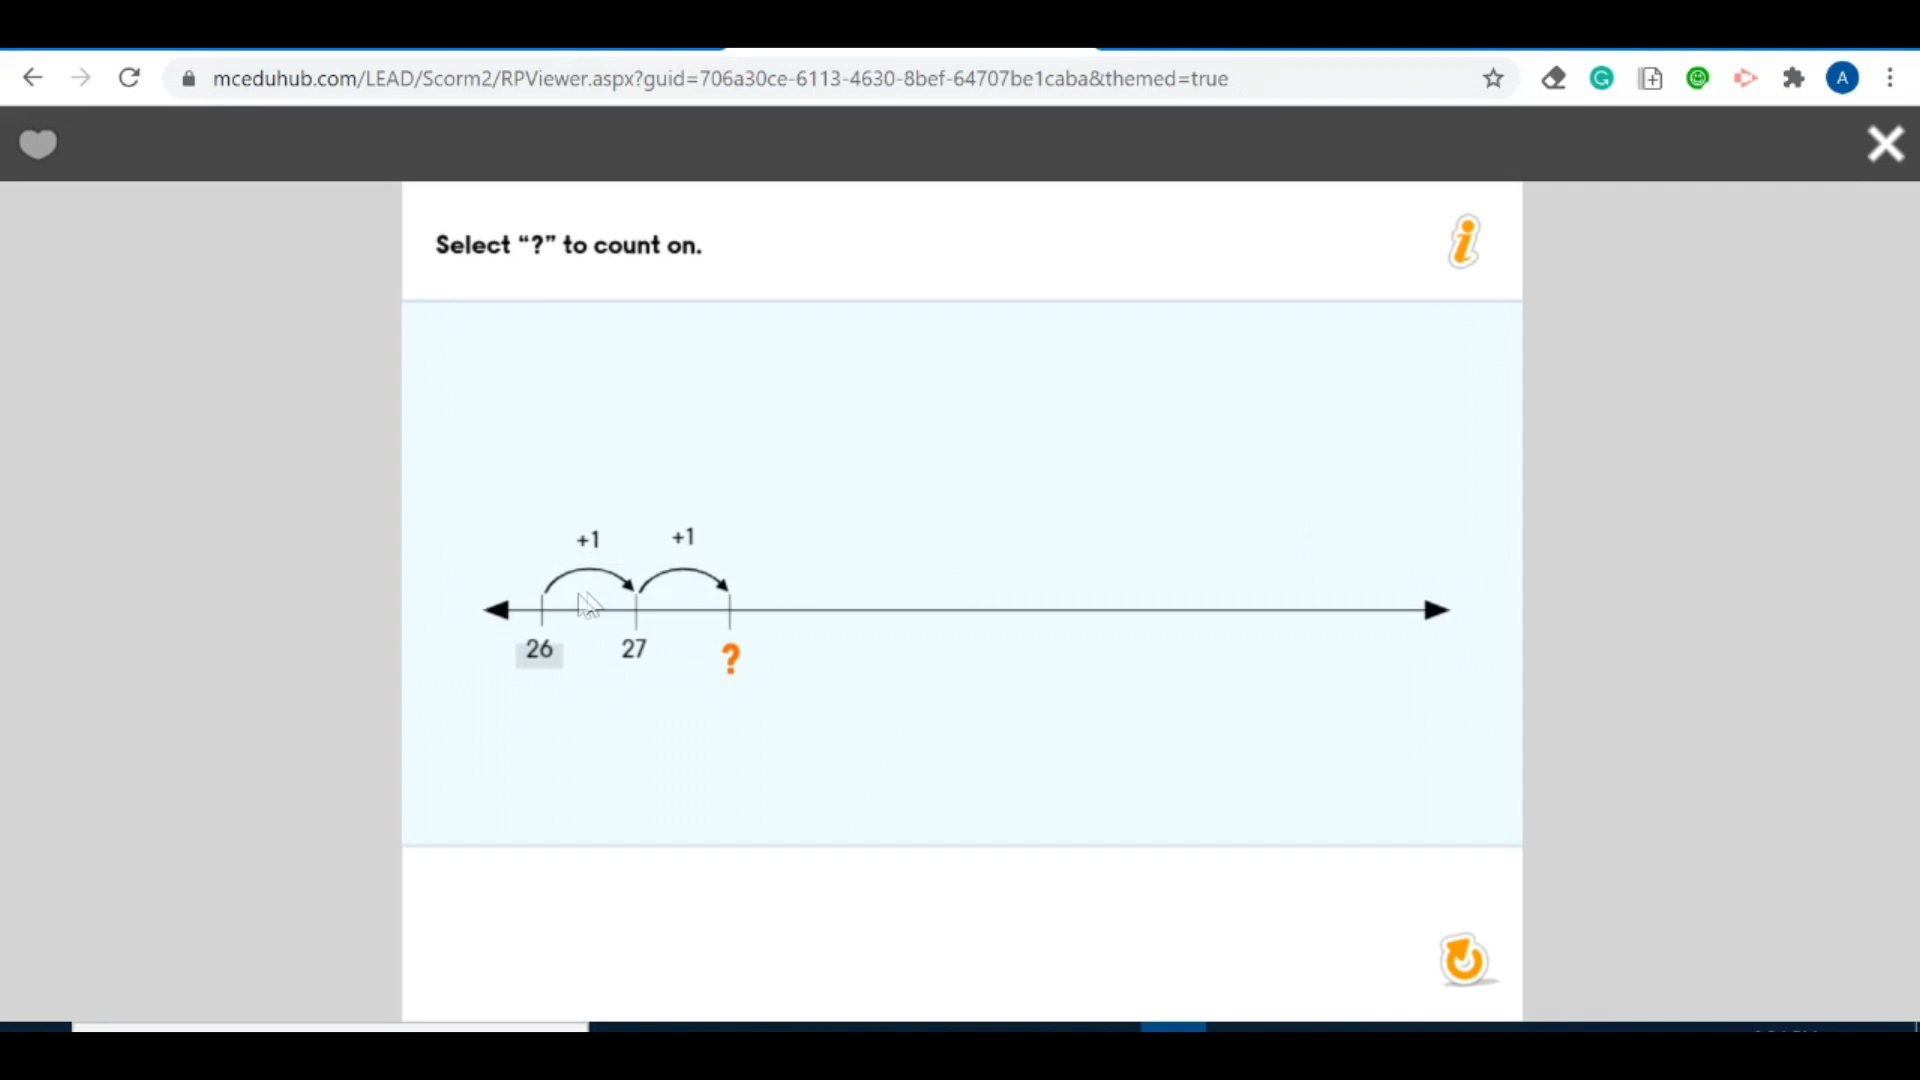 mceduhub.com/LEAD/Scorm2/RPViewer.aspx?guid=706a30ce-6113-4630-8bef-64707be1caba&themed=true
A
Select “?” to count on.
+1 +1
26 27 ?